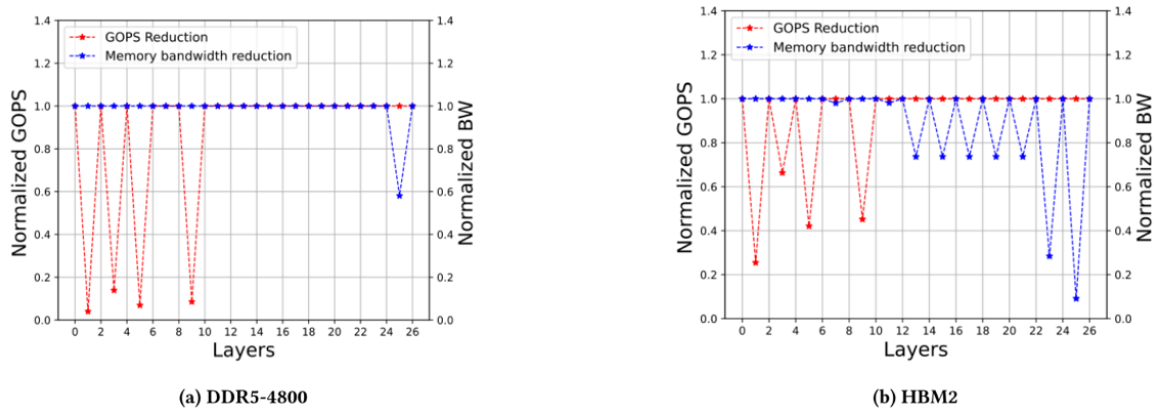 1.4
1.2
1.0
0.8
0.6
0.4
0.2
0.0
Normalized GOPS
GOPS Reduction
Memory bandwidth reduction
1.4
1.2
1.0
0.8
0.6
0.4
0.2
0.0
Normalized BW
0 2 4 6 8 10 12 14 16 18 20 22 24 26
Layers
(a) DDR5-4800
1.4
1.2
1.0
0.8
0.6
0.4
0.2
0.0
Normalized GOPS
GOPS Reduction
Memory bandwidth reduction
1.4
1.2
1.0
0.8
0.6
0.4
0.2
0.0
Normalized BW
0 2 4 6 8 10 12 14 16 18 20 22 24 26
Layers
(b) HBM2